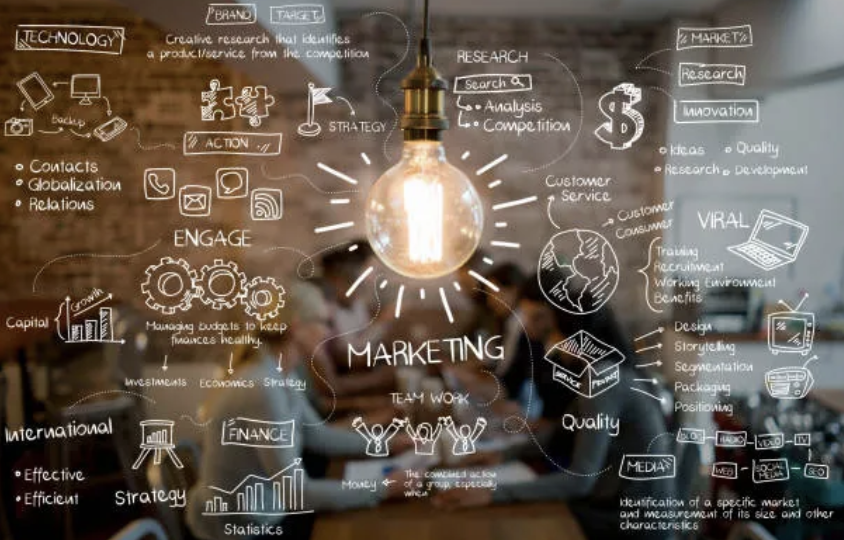 BRAND
TARGET
TECHNOLOGY
Creative research that identifies
a product/service from the competition
RESEARCH
Search
• Analysis
• Competition
MARKET
Research
Innovation
Backup
STRATEGY
ACTION
• Ideas
• Quality
• Research
• Development
• Contacts
• Globalization
• Relations
Customer
Service
Customer
Consumer
VIRAL
ENGAGE
Training
Recruitment
Working Environment
Benefits
Growth
Capital
Managing budgets to keep
finances healthy.
Design
Storytelling
Segmentation
Packaging
Positioning
MARKETING
SERVICE
Investments
Economics
Strategy
TEAM WORK
Quality
International
FINANCE
BLOG
RADIO
VIDEO
TV
MEDIA
WEB
SOCIAL
MEDIA
SEO
• Effective
• Efficient
Strategy
Money
The combined action
of a group, especially
when
Statistics
Identification of a specific market
and measurement of its size and other
characteristics